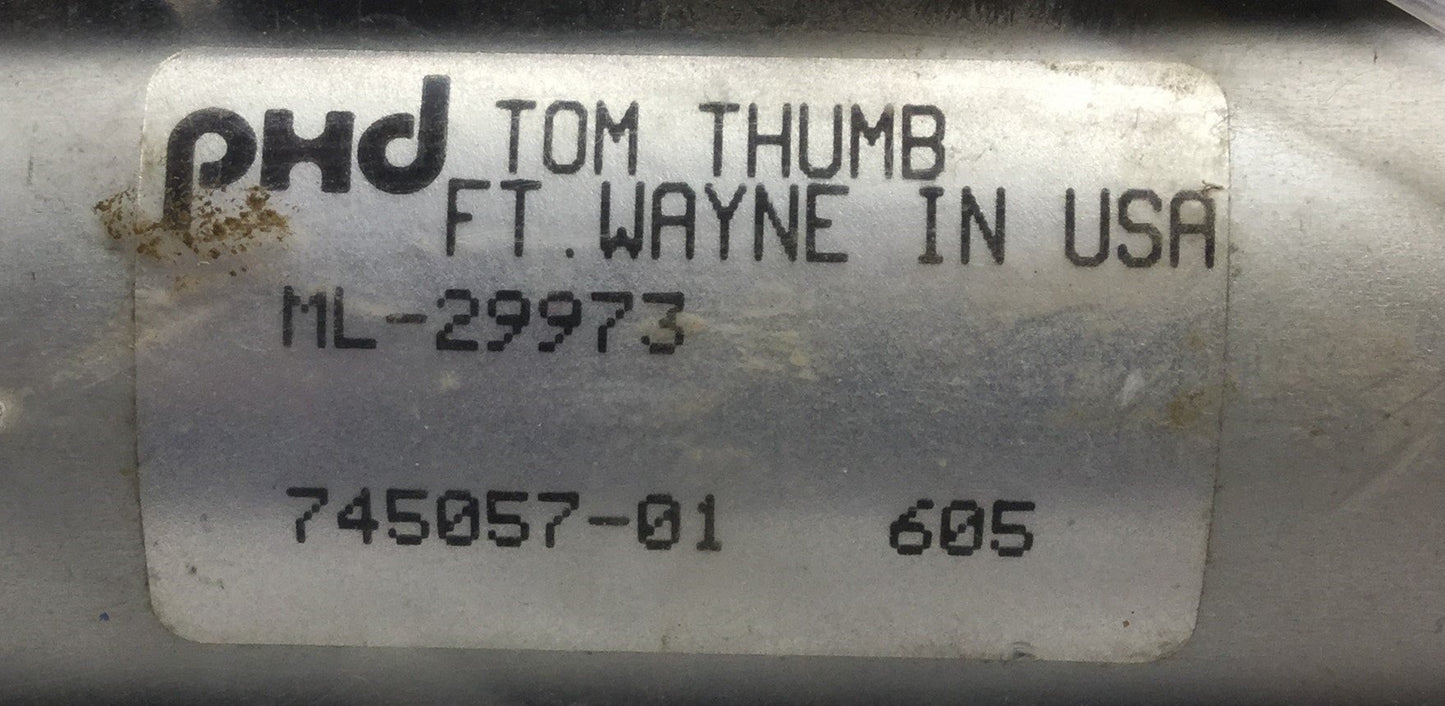 pHd TOM THUMB
FT. WAYNE IN USA
ML-29973
745057-01 605